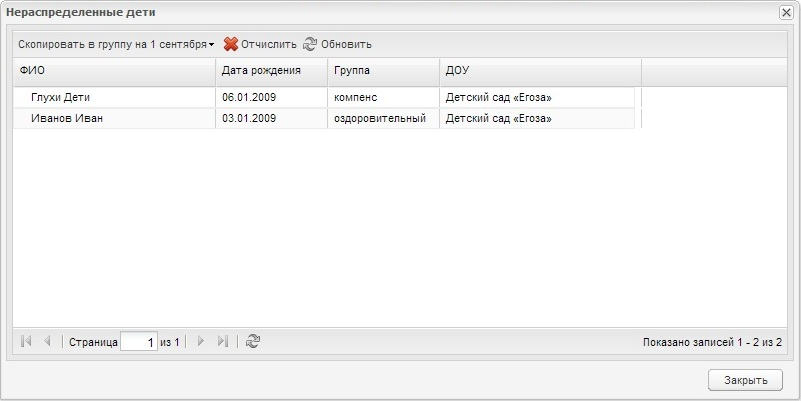 Нераспределенные дети
Скопировать в группу на 1 сентября Отчислить Обновить
ФИО Дата рождения Группа ДОУ
Глухи Дети 06.01.2009 компенс Детский сад «Егоза»
Иванов Иван 03.01.2009 оздоровительный Детский сад «Егоза»
Страница 1 из 1 Показано записей 1 - 2 из 2
Закрыть